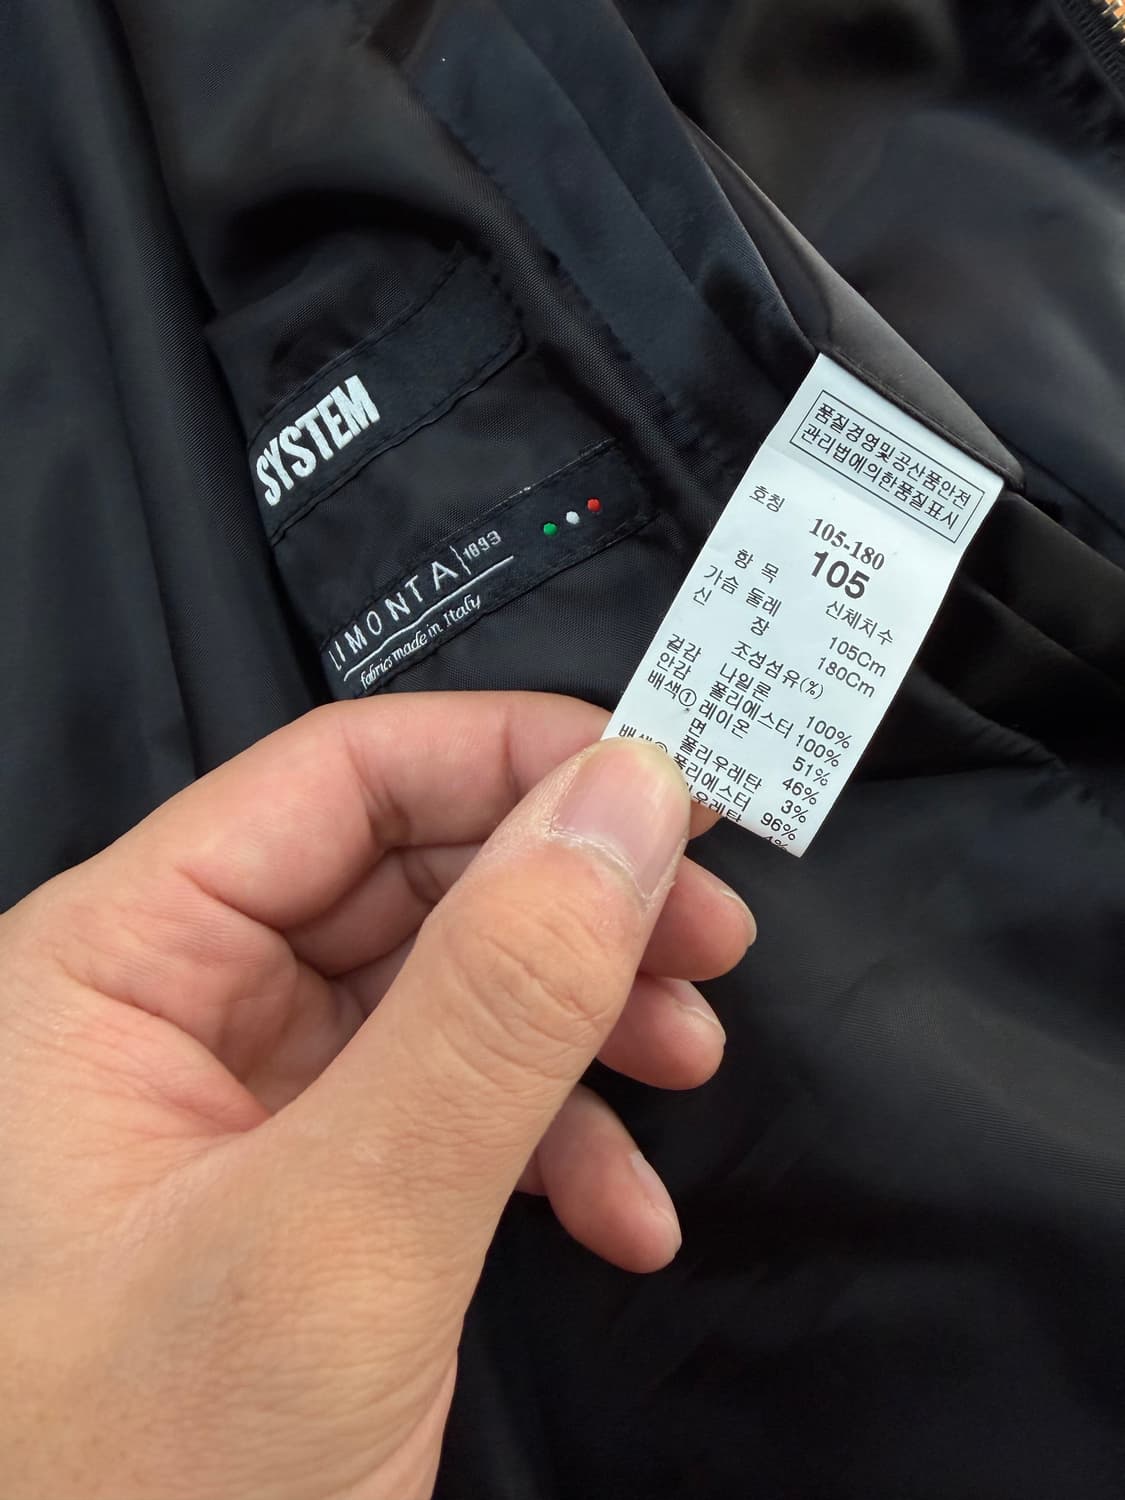 SYSTEM
LIMONTA|1893
fabrics made in Italy
품질경영및공산품안전
관리법에의한품질표시
호칭
105-180
105
항 목 신체치수
가슴 둘레 105Cm
신 장 180Cm
조성섬유(%)
겉감 나일론 100%
안감 폴리에스터 100%
배색① 레이온 51%
면 46%
폴리우레탄 3%
폴리에스터 96%
4%